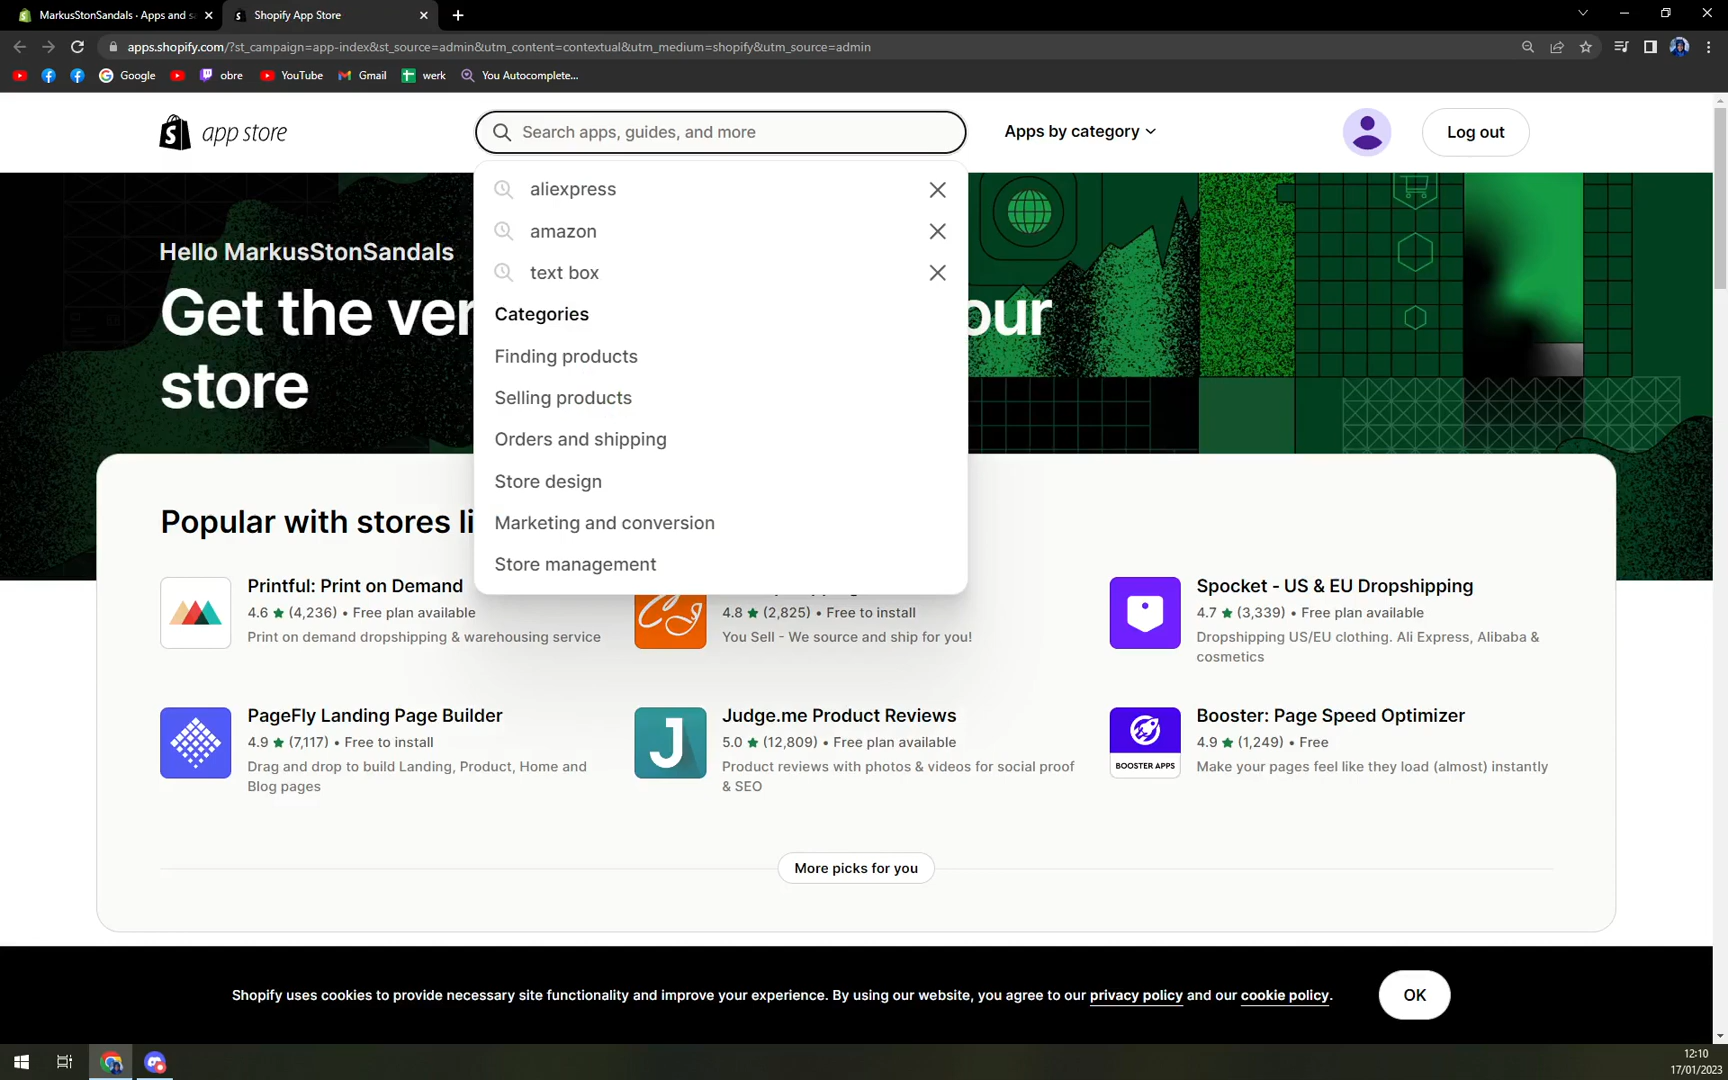 MarkusStonSandals · Apps and s
Shopify App Store
apps.shopify.com/?st_campaign=app-index&st_source=admin&utm_content=contextual&utm_medium=shopify&utm_source=admin
Google
obre
YouTube
Gmail
werk
You Autocomplete...
app store
Search apps, guides, and more
Apps by category
Log out
aliexpress
amazon
text box
Categories
Finding products
Selling products
Orders and shipping
Store design
Marketing and conversion
Store management
Hello MarkusStonSandals
Get the ver
our
store
Popular with stores li
Printful: Print on Demand
4.6 ★ (4,236) • Free plan available
Print on demand dropshipping & warehousing service
4.8 ★ (2,825) • Free to install
You Sell - We source and ship for you!
Spocket - US & EU Dropshipping
4.7 ★ (3,339) • Free plan available
Dropshipping US/EU clothing. Ali Express, Alibaba &
cosmetics
PageFly Landing Page Builder
4.9 ★ (7,117) • Free to install
Drag and drop to build Landing, Product, Home and
Blog pages
Judge.me Product Reviews
5.0 ★ (12,809) • Free plan available
Product reviews with photos & videos for social proof
& SEO
BOOSTER APPS
Booster: Page Speed Optimizer
4.9 ★ (1,249) • Free
Make your pages feel like they load (almost) instantly
More picks for you
Shopify uses cookies to provide necessary site functionality and improve your experience. By using our website, you agree to our privacy policy and our cookie policy.
OK
12:10
17/01/2023